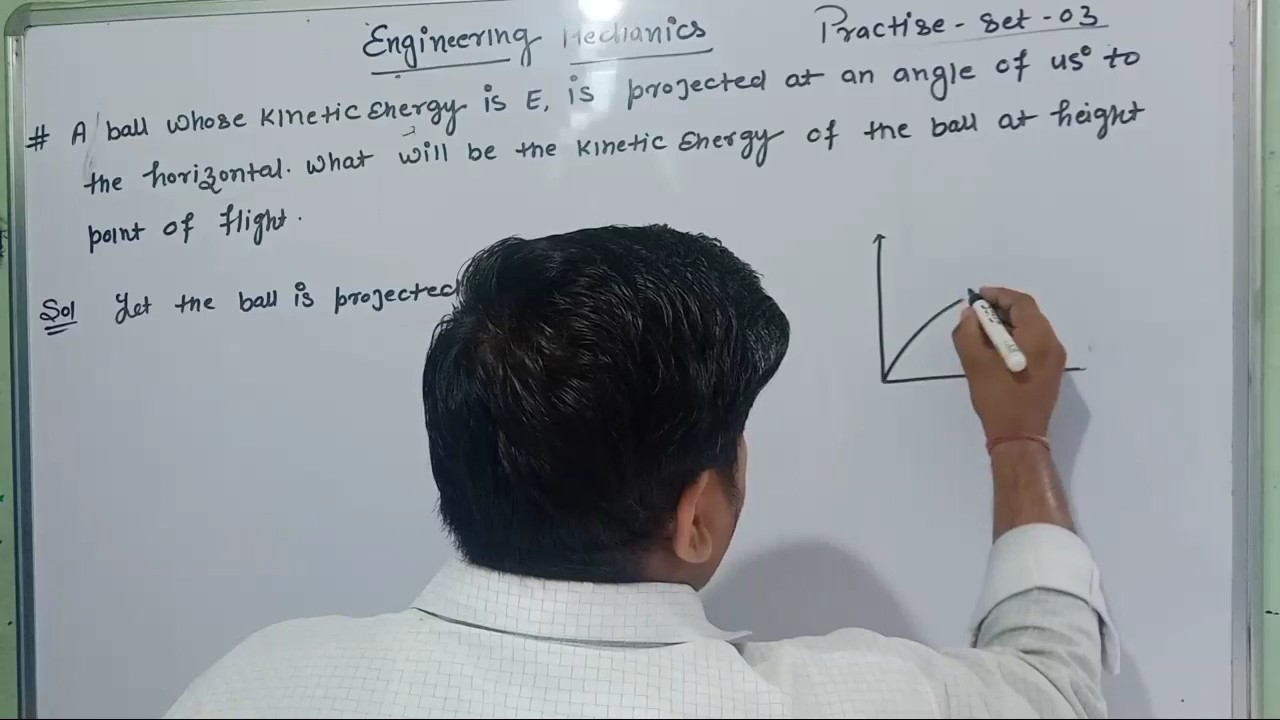 Engineering Mechanics
Practise - Set - 03
# A ball whose Kinetic Energy is E, is projected at an angle of 45° to
the horizontal. What will be the Kinetic Energy of the ball at height
point of flight.
Sol Let the ball is projected